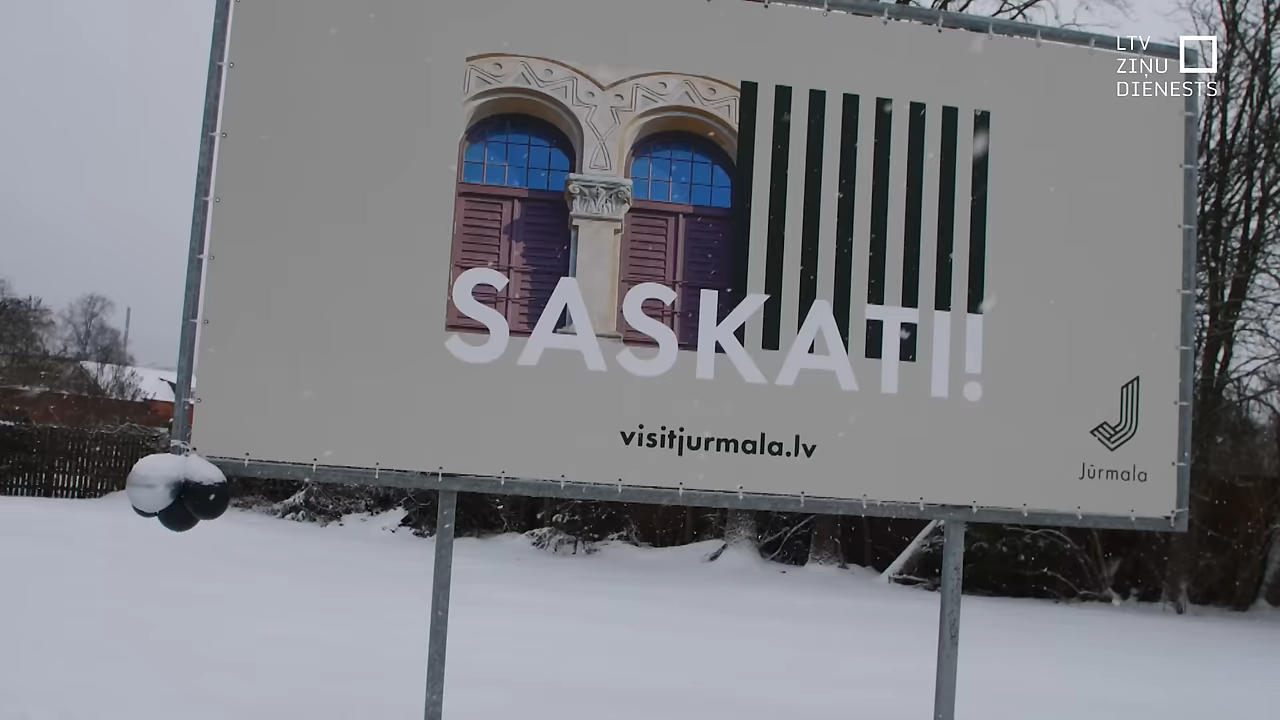 LTV
ZIŅU
DIENESTS
SASKATI!
visitjurmala.lv
Jūrmala